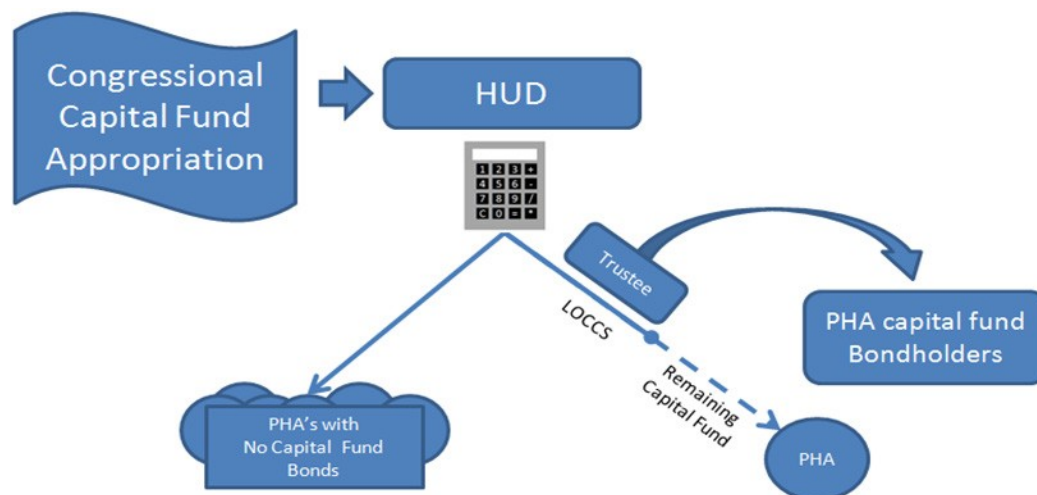 Congressional
Capital Fund
Appropriation
HUD
1 2 3 +
4 5 6 -
7 8 9 /
C 0 = *
Trustee
LOCCS
PHA capital fund
Bondholders
Remaining
Capital Fund
PHA's with
No Capital Fund
Bonds
PHA